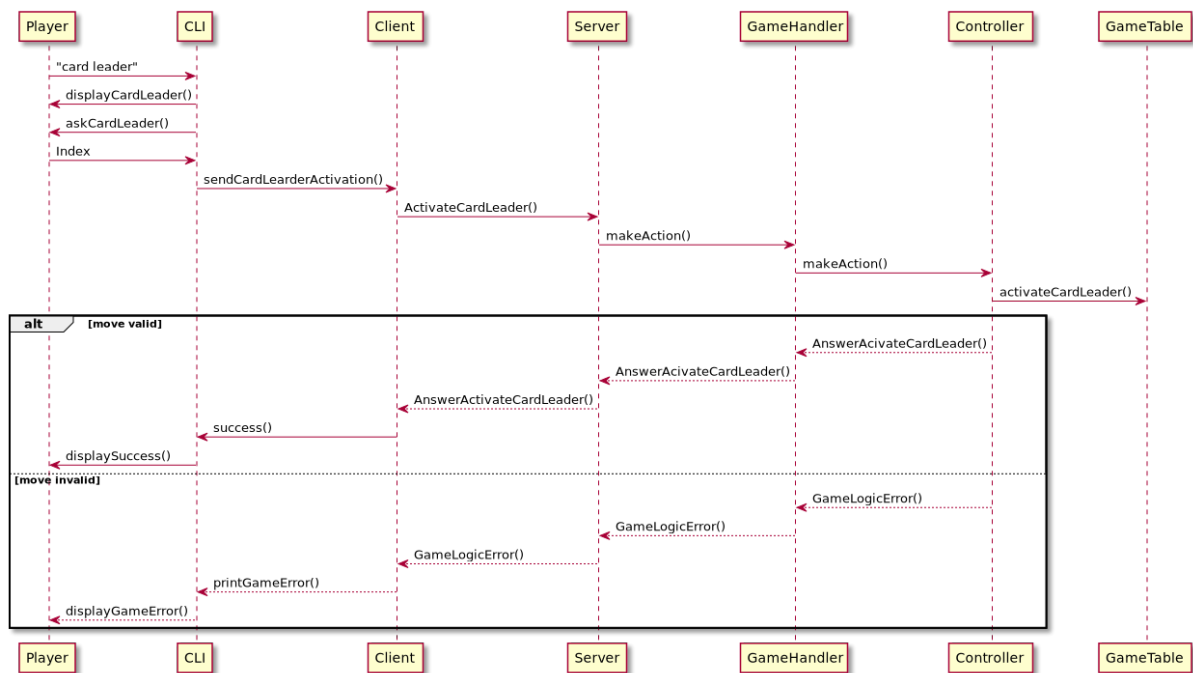 Player CLI Client Server GameHandler Controller GameTable
"card leader"
displayCardLeader()
askCardLeader()
Index
sendCardLearderActivation()
ActivateCardLeader()
makeAction()
makeAction()
activateCardLeader()
alt [move valid]
AnswerAcivateCardLeader()
AnswerAcivateCardLeader()
AnswerActivateCardLeader()
success()
displaySuccess()
[move invalid]
GameLogicError()
GameLogicError()
GameLogicError()
printGameError()
displayGameError()
Player CLI Client Server GameHandler Controller GameTable